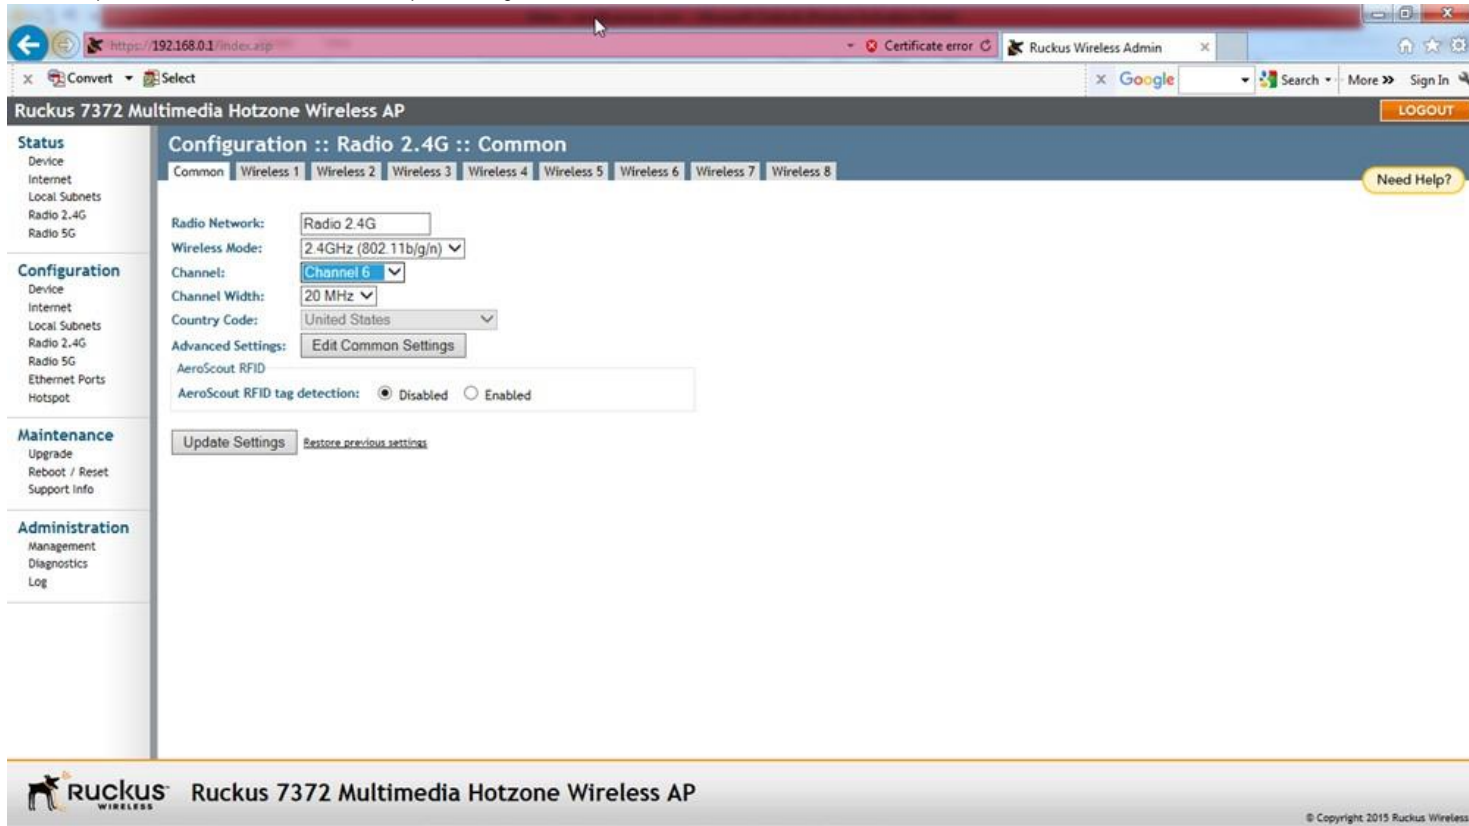 https://192.168.0.1/index.asp
Certificate error
Ruckus Wireless Admin
Convert
Select
Google
Search
More »
Sign In
Ruckus 7372 Multimedia Hotzone Wireless AP
LOGOUT
Status
Device
Internet
Local Subnets
Radio 2.4G
Radio 5G
Configuration
Device
Internet
Local Subnets
Radio 2.4G
Radio 5G
Ethernet Ports
Hotspot
Maintenance
Upgrade
Reboot / Reset
Support Info
Administration
Management
Diagnostics
Log
Configuration :: Radio 2.4G :: Common
Common Wireless 1 Wireless 2 Wireless 3 Wireless 4 Wireless 5 Wireless 6 Wireless 7 Wireless 8
Need Help?
Radio Network: Radio 2.4G
Wireless Mode: 2.4GHz (802.11b/g/n)
Channel: Channel 6
Channel Width: 20 MHz
Country Code: United States
Advanced Settings: Edit Common Settings
AeroScout RFID
AeroScout RFID tag detection: Disabled Enabled
Update Settings Restore previous settings
RUCKUS
WIRELESS
Ruckus 7372 Multimedia Hotzone Wireless AP
© Copyright 2015 Ruckus Wireless